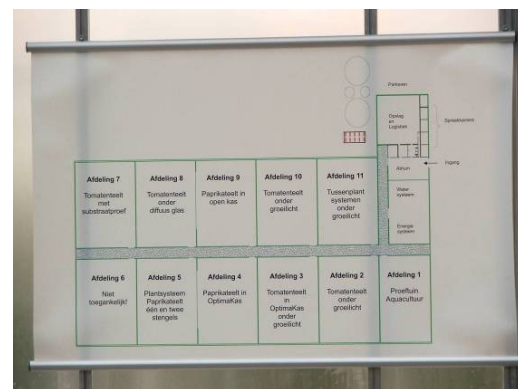 Parkeren
Opslag
en
Logistiek
Spreekkamers
Ingang
Atrium
Water
systeem
Energie
systeem
Afdeling 7
Tomatenteelt
met
substraatproef
Afdeling 8
Tomatenteelt
onder
diffuus glas
Afdeling 9
Paprikateelt in
open kas
Afdeling 10
Tomatenteelt
onder
groeilicht
Afdeling 11
Tussenplant
systemen
onder
groeilicht
Afdeling 6
Niet
toegankelijk!
Afdeling 5
Plantsysteem
Paprikateelt
één en twee
stengels
Afdeling 4
Paprikateelt in
OptimaKas
Afdeling 3
Tomatenteelt
in
OptimaKas
onder
groeilicht
Afdeling 2
Tomatenteelt
onder
groeilicht
Afdeling 1
Proeftuin
Aquacultuur